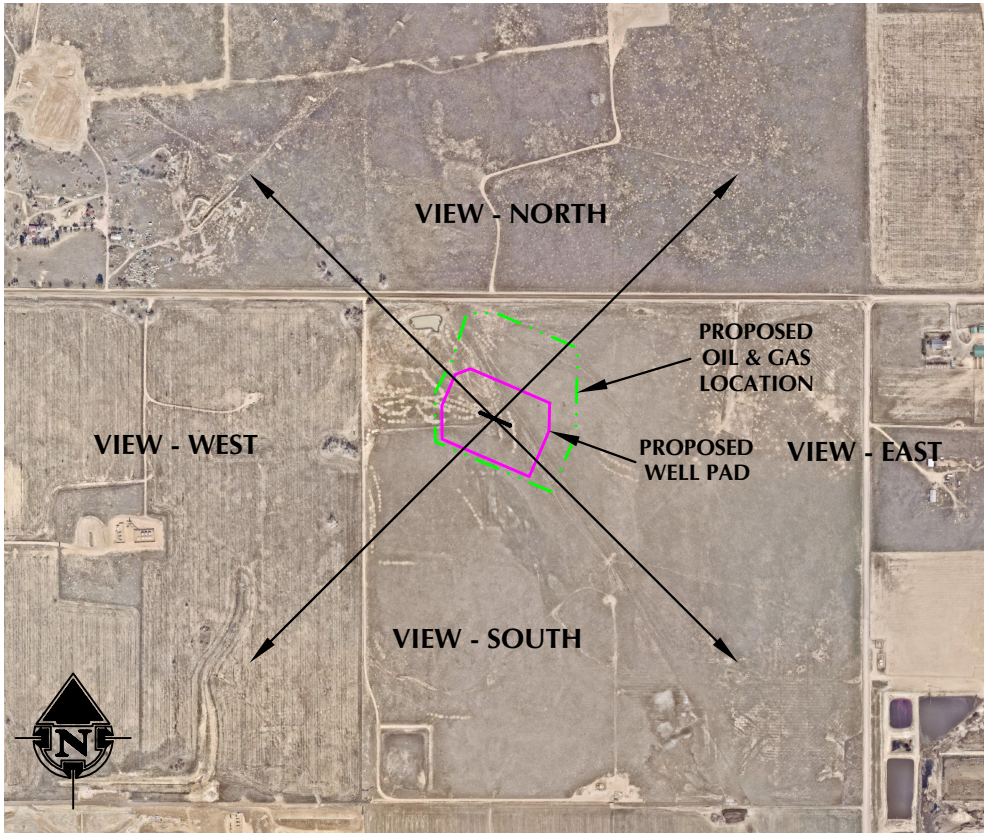 VIEW - NORTH
PROPOSED
OIL & GAS
LOCATION
VIEW - WEST
PROPOSED
WELL PAD
VIEW - EAST
VIEW - SOUTH
N